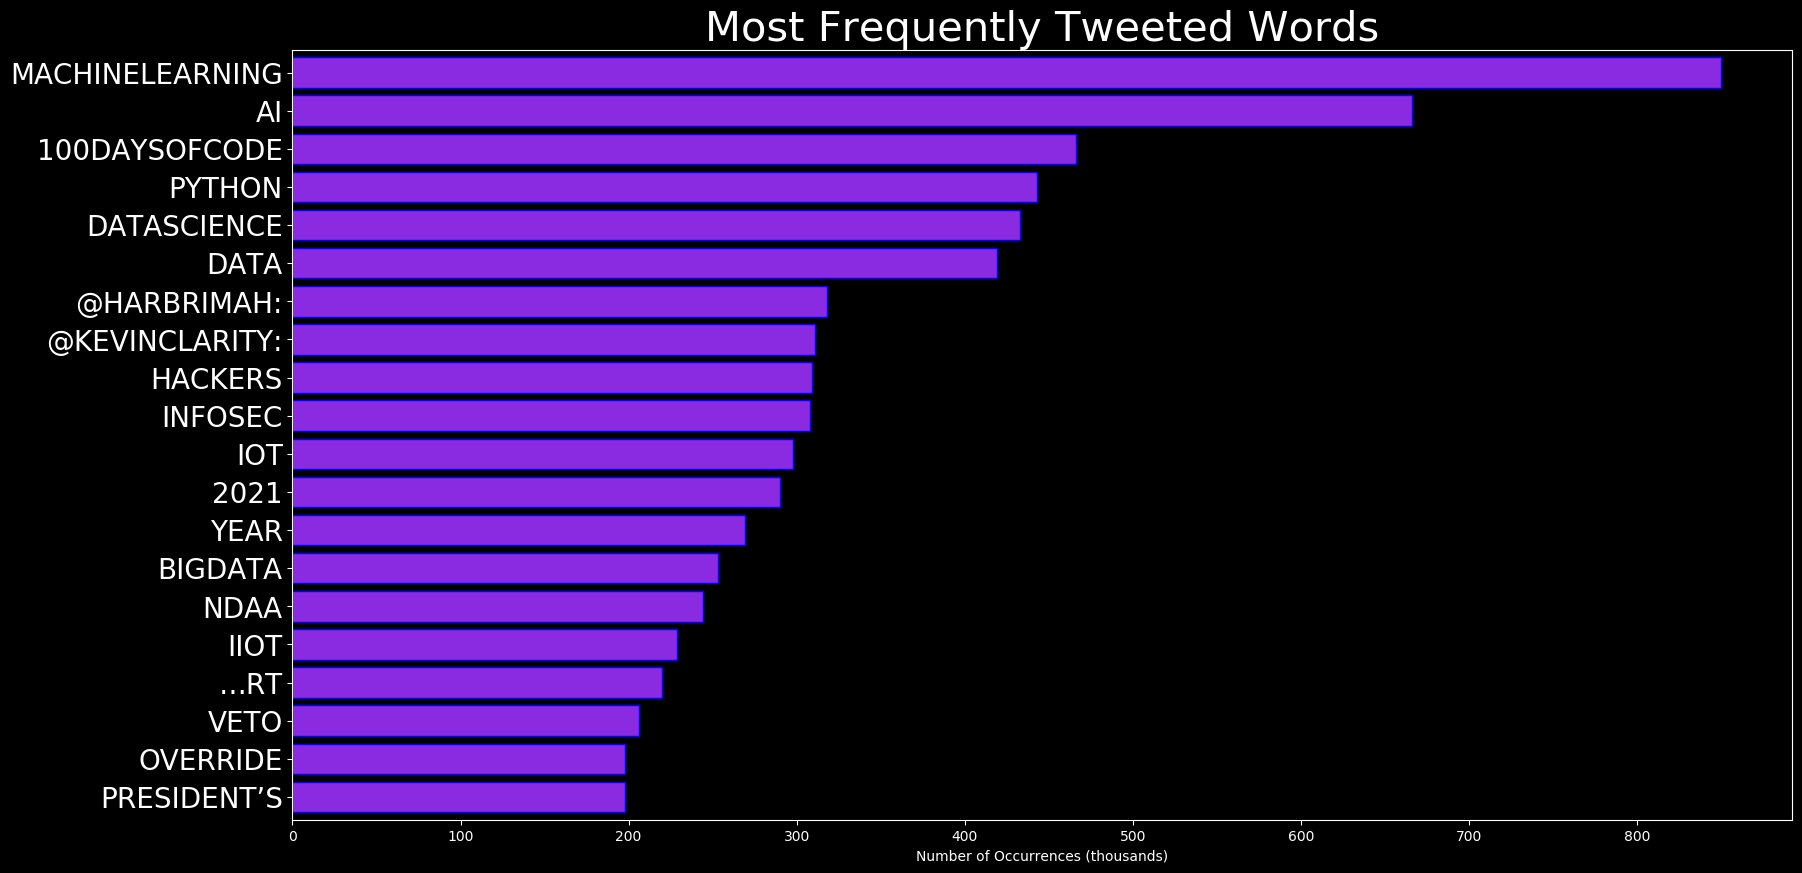 Most Frequently Tweeted Words
MACHINELEARNING
AI
100DAYSOFCODE
PYTHON
DATASCIENCE
DATA
@HARBRIMAH:
@KEVINCLARITY:
HACKERS
INFOSEC
IOT
2021
YEAR
BIGDATA
NDAA
IIOT
…RT
VETO
OVERRIDE
PRESIDENT’S
0 100 200 300 400 500 600 700 800
Number of Occurrences (thousands)